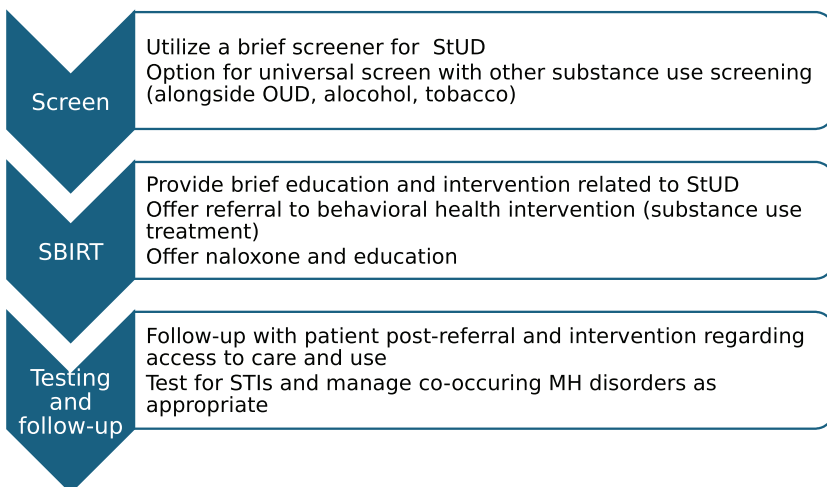 Screen
Utilize a brief screener for  StUD
Option for universal screen with other substance use screening
(alongside OUD, alocohol, tobacco)
SBIRT
Provide brief education and intervention related to StUD
Offer referral to behavioral health intervention (substance use
treatment)
Offer naloxone and education
Testing
and
follow-up
Follow-up with patient post-referral and intervention regarding
access to care and use
Test for STIs and manage co-occuring MH disorders as
appropriate